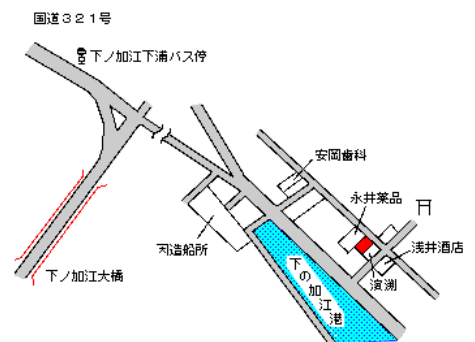 国道３２１号
下ノ加江下浦バス停
安岡歯科
永井薬品
浅井酒店
濱渕
造船所
下の加江港
下ノ加江大橋